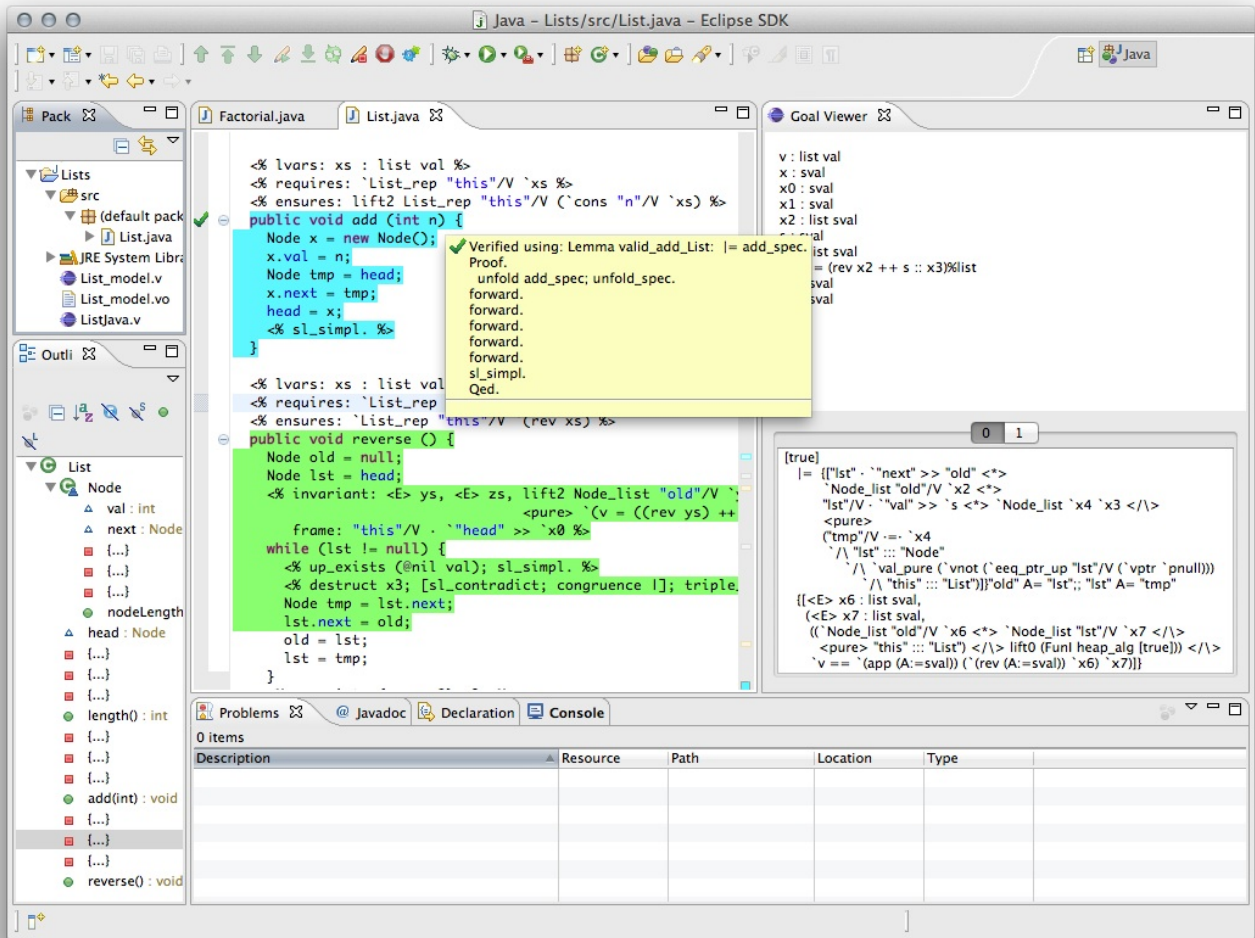 Java – Lists/src/List.java – Eclipse SDK
Java
Pack
Lists
src
(default pack
List.java
JRE System Libra
List_model.v
List_model.vo
ListJava.v
Outli
List
Node
val : int
next : Node
{...}
{...}
{...}
nodeLength
head : Node
{...}
{...}
{...}
length() : int
{...}
{...}
{...}
add(int) : void
{...}
{...}
{...}
reverse() : void
Factorial.java
List.java
<% lvars: xs : list val %>
<% requires: `List_rep "this"/V `xs %>
<% ensures: lift2 List_rep "this"/V (`cons "n"/V `xs) %>
public void add (int n) {
Node x = new Node();
x.val = n;
Node tmp = head;
x.next = tmp;
head = x;
<% sl_simpl. %>
}
Verified using: Lemma valid_add_List: |= add_spec.
Proof.
unfold add_spec; unfold_spec.
forward.
forward.
forward.
forward.
forward.
sl_simpl.
Qed.
<% lvars: xs : list val
<% requires: `List_rep
<% ensures: `List_rep "this"/V `(rev xs) %>
public void reverse () {
Node old = null;
Node lst = head;
<% invariant: <E> ys, <E> zs, lift2 Node_list "old"/V `
<pure> `(v = ((rev ys) ++
frame: "this"/V · `"head" >> `x0 %>
while (lst != null) {
<% up_exists (@nil val); sl_simpl. %>
<% destruct x3; [sl_contradict; congruence |]; triple_
Node tmp = lst.next;
lst.next = old;
old = lst;
lst = tmp;
}
Goal Viewer
v : list val
x : sval
x0 : sval
x1 : sval
x2 : list sval
sval
ist sval
= (rev x2 ++ s :: x3)%list
sval
sval
0 1
[true]
|= {["lst" · `"next" >> "old" <*>
`Node_list "old"/V `x2 <*>
"lst"/V · `"val" >> `s <*> `Node_list `x4 `x3 </\>
<pure>
("tmp"/V ·=· `x4
`/\ "lst" ::: "Node"
`/\ `val_pure (`vnot (`eeq_ptr_up "lst"/V (`vptr `pnull)))
`/\ "this" ::: "List")]}"old" A= "lst";; "lst" A= "tmp"
{[<E> x6 : list sval,
(<E> x7 : list sval,
((`Node_list "old"/V `x6 <*> `Node_list "lst"/V `x7 </\>
<pure> "this" ::: "List") </\> lift0 (FunI heap_alg [true])) </\>
`v == `(app (A:=sval)) (`(rev (A:=sval)) `x6) `x7)]}
Problems
@ Javadoc
Declaration
Console
0 items
Description Resource Path Location Type